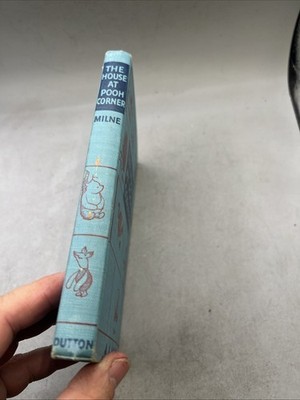 THE
HOUSE
AT
POOH
CORNER
MILNE
DUTTON